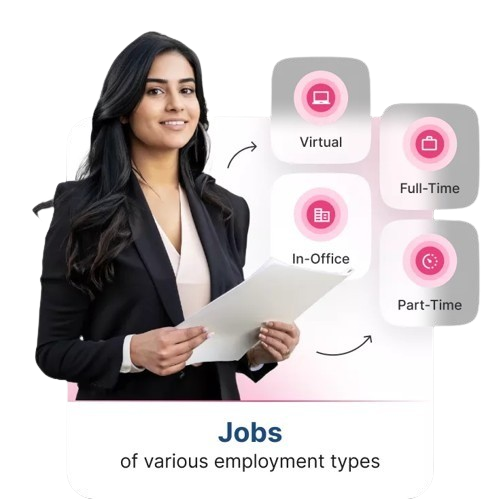 Virtual
Full-Time
In-Office
Part-Time
Jobs
of various employment types